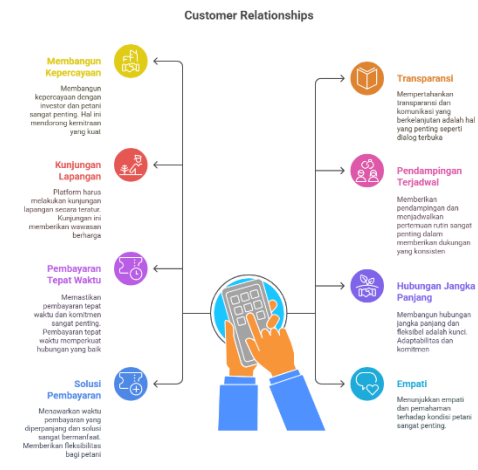 Customer Relationships
Membangun
Kepercayaan
Membangun
kepercayaan dengan
investor dan petani
sangat penting. Hal ini
mendorong kemitraan
yang kuat
Kunjungan
Lapangan
Platform harus
melakukan kunjungan
lapangan secara teratur.
Kunjungan ini
memberikan wawasan
berharga
Pembayaran
Tepat Waktu
Memastikan
pembayaran tepat
waktu dan komitmen
sangat penting.
Pembayaran tepat
waktu memperkuat
hubungan yang baik
Solusi
Pembayaran
Menawarkan waktu
pembayaran yang
diperpanjang dan solusi
sangat bermanfaat.
Memberikan fleksibilitas
bagi petani
Transparansi
Mempertahankan
transparansi dan
komunikasi yang
berkelanjutan adalah hal
yang penting seperti
dialog terbuka
Pendampingan
Terjadwal
Memberikan
pendampingan dan
menjadwalkan
pertemuan rutin sangat
penting dalam
memberikan dukungan
yang konsisten
Hubungan Jangka
Panjang
Membangun hubungan
jangka panjang dan
fleksibel adalah kunci.
Adaptabilitas dan
komitmen
Empati
Menunjukkan empati
dan pemahaman
terhadap kondisi petani
sangat penting.